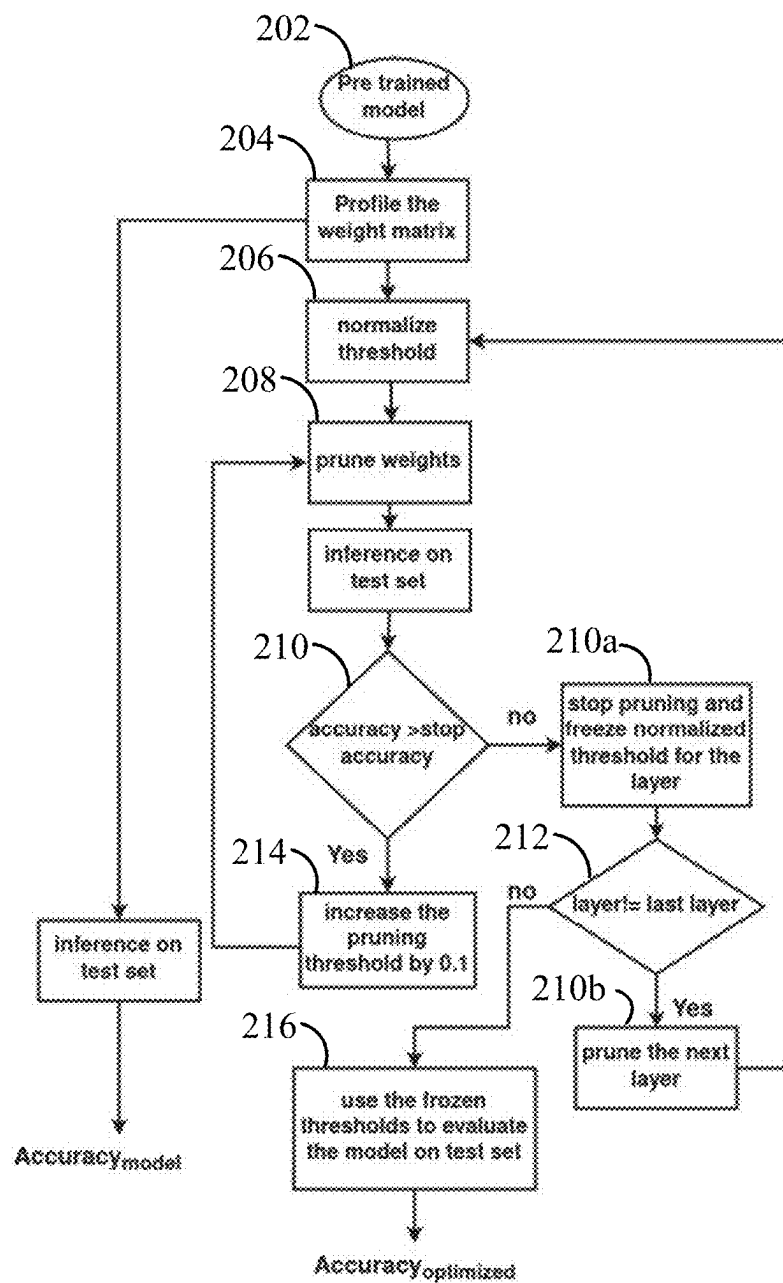 202
Pre trained
model
204
Profile the
weight matrix
206
normalize
threshold
208
prune weights
inference on
test set
210
accuracy >stop
accuracy
no
210a
stop pruning and
freeze normalized
threshold for the
layer
Yes
214
increase the
pruning
threshold by 0.1
212
layer!= last layer
no
Yes
210b
prune the next
layer
inference on
test set
Accuracymodel
216
use the frozen
thresholds to evaluate
the model on test set
Accuracyoptimized